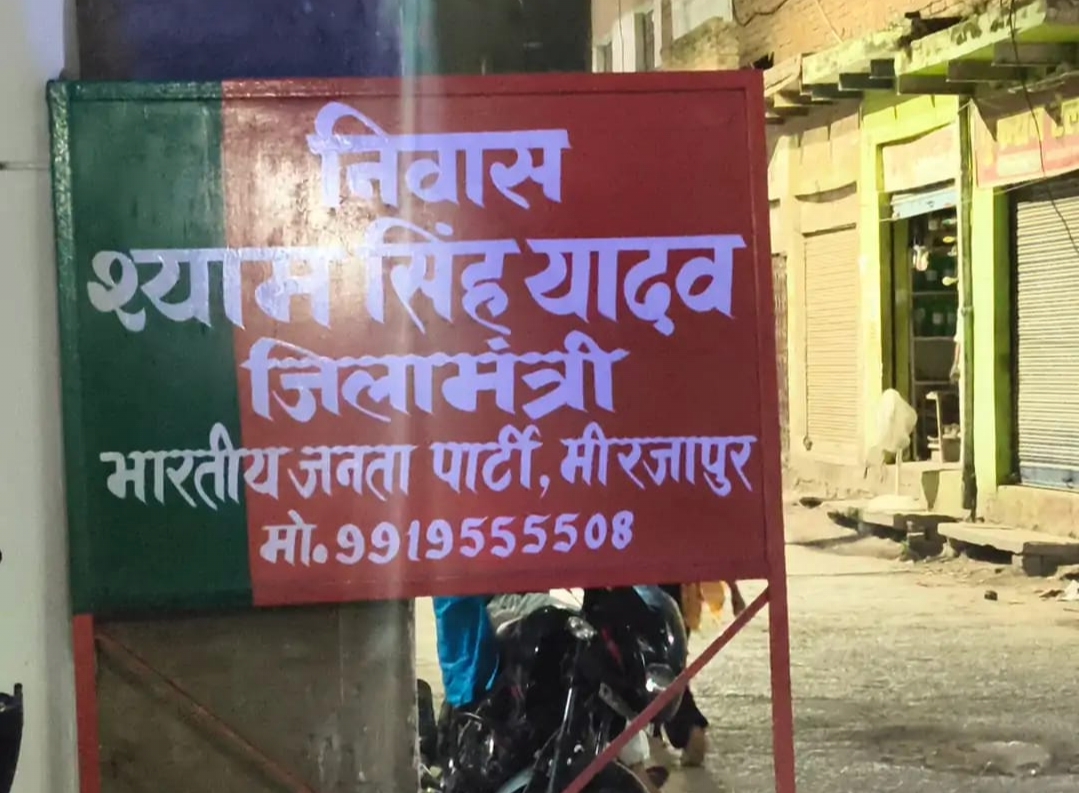 निवास
श्याम सिंह यादव
जिलामंत्री
भारतीय जनता पार्टी, मीरजापुर
मो. 9919555508